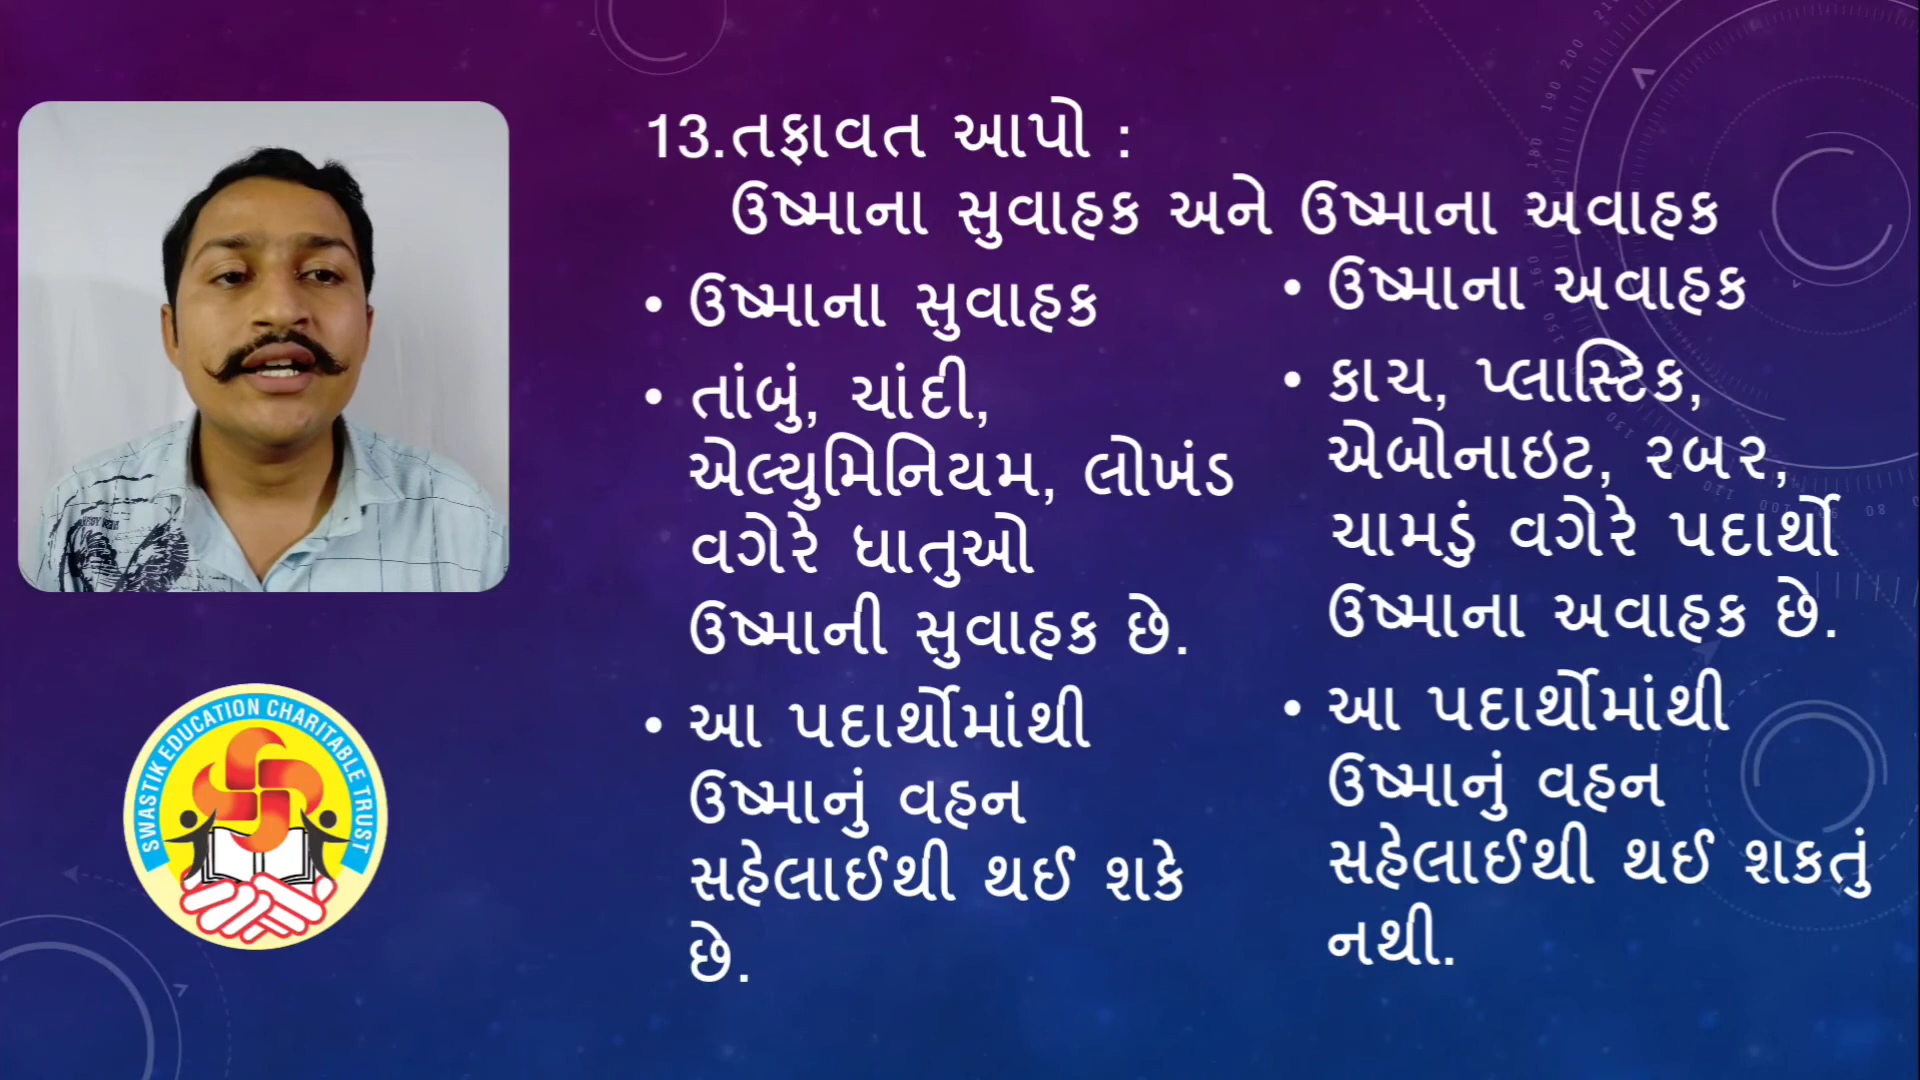 13.તફાવત આપો :
ઉષ્માના સુવાહક અને ઉષ્માના અવાહક
• ઉષ્માના સુવાહક
• તાંબું, ચાંદી,
એલ્યુમિનિયમ, લોખંડ
વગેરે ધાતુઓ
ઉષ્માની સુવાહક છે.
• આ પદાર્થોમાંથી
ઉષ્માનું વહન
સહેલાઈથી થઈ શકે
છે.
• ઉષ્માના અવાહક
• કાચ, પ્લાસ્ટિક,
એબોનાઇટ, રબર,
ચામડું વગેરે પદાર્થો
ઉષ્માના અવાહક છે.
• આ પદાર્થોમાંથી
ઉષ્માનું વહન
સહેલાઈથી થઈ શકતું
નથી.
SWASTIK EDUCATION CHARITABLE TRUST